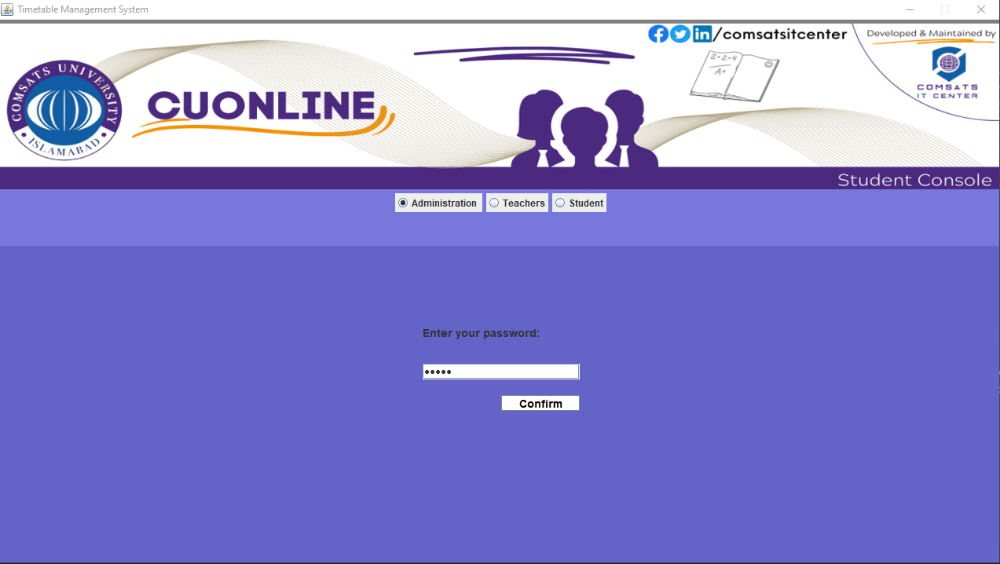 Timetable Management System
/comsatsitcenter
Developed & Maintained by
2+2=4
A+
COMSATS UNIVERSITY
ISLAMABAD
CUONLINE
COMSATS
IT CENTER
Student Console
Administration Teachers Student
Enter your password:
•••••
Confirm